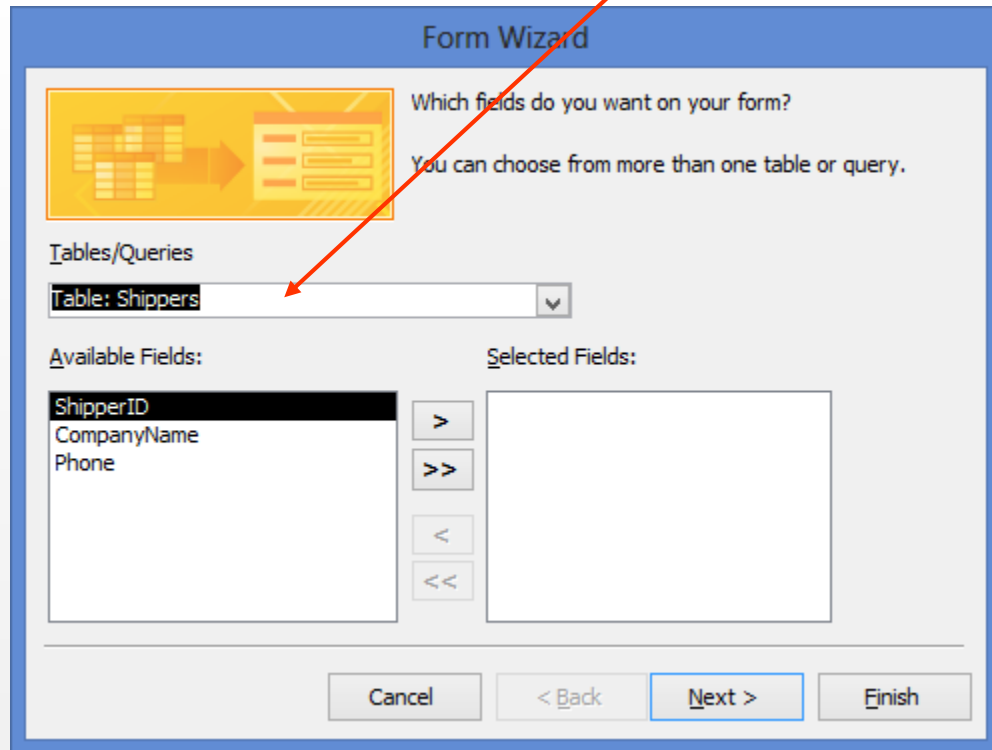 Form Wizard
Which fields do you want on your form?
You can choose from more than one table or query.
Tables/Queries
Table: Shippers
Available Fields:
Selected Fields:
ShipperID
CompanyName
Phone
>
>>
<
<<
Cancel
< Back
Next >
Finish